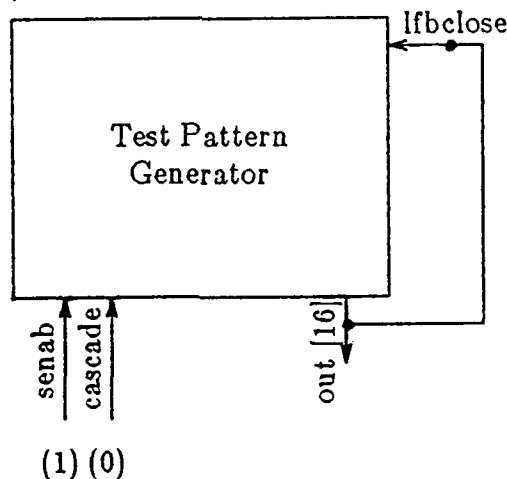 lfbclose
Test Pattern
Generator
senab
cascade
out [16]
(1) (0)